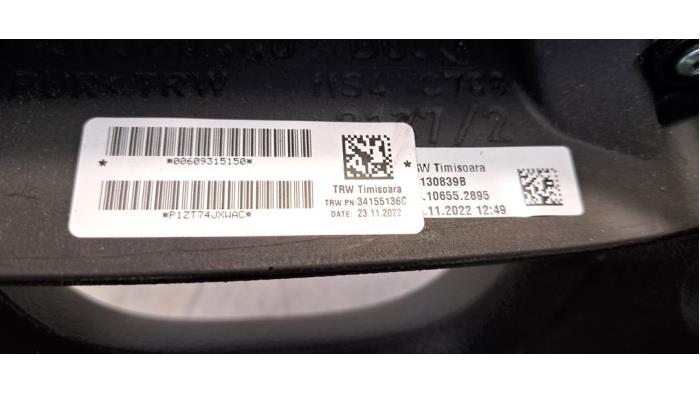 PUR<TRW
*00609315150*
*P1ZT74JXWAC*
TRW Timisoara
TRW PN: 34155136C
DATE: 23.11.2022
W Timisoara
130839B
.10655.2895
.11.2022 12:49